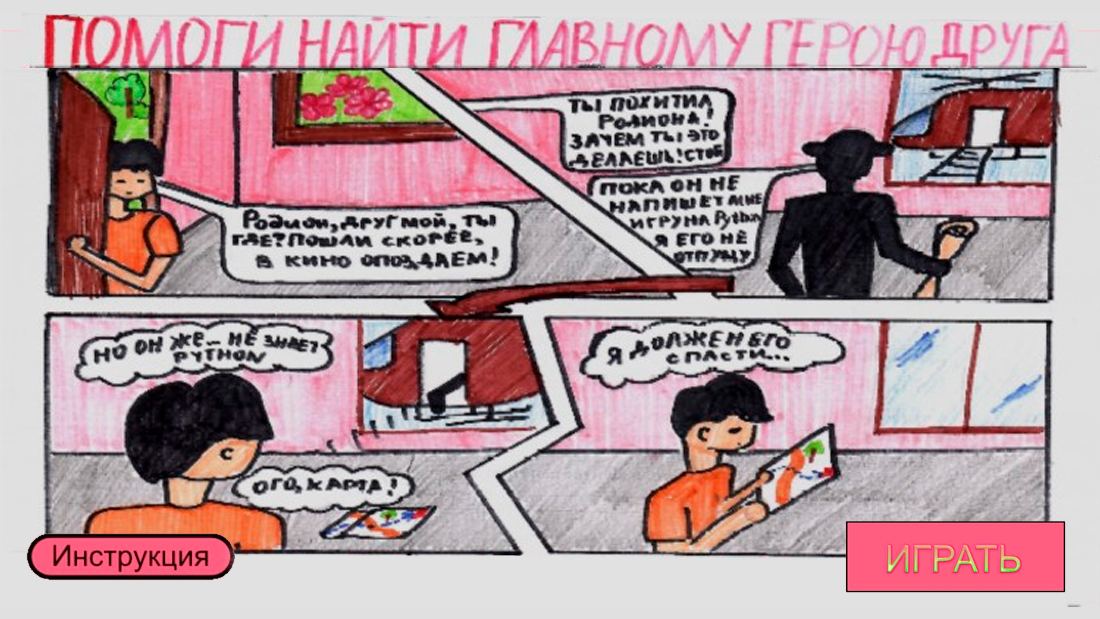 ПОМОГИ НАЙТИ ГЛАВНОМУ ГЕРОЮ ДРУГА
РОДИОН, ДРУГ МОЙ, ТЫ
ГДЕ? ПОШЛИ СКОРЕЕ,
В КИНО ОПОЗДАЕМ!
ТЫ ПОХИТИЛ
РОДИОНА!
ЗАЧЕМ ТЫ ЭТО
ДЕЛАЕШЬ! СТОЙ
ПОКА ОН НЕ
НАПИШЕТ МНЕ
ИГРУ НА Python
Я ЕГО НЕ
ОТПУЩУ
НО ОН ЖЕ... НЕ ЗНАЕТ
PYTHON
ОГО, КАРТА!
Я ДОЛЖЕН ЕГО
СПАСТИ...
Инструкция
ИГРАТЬ